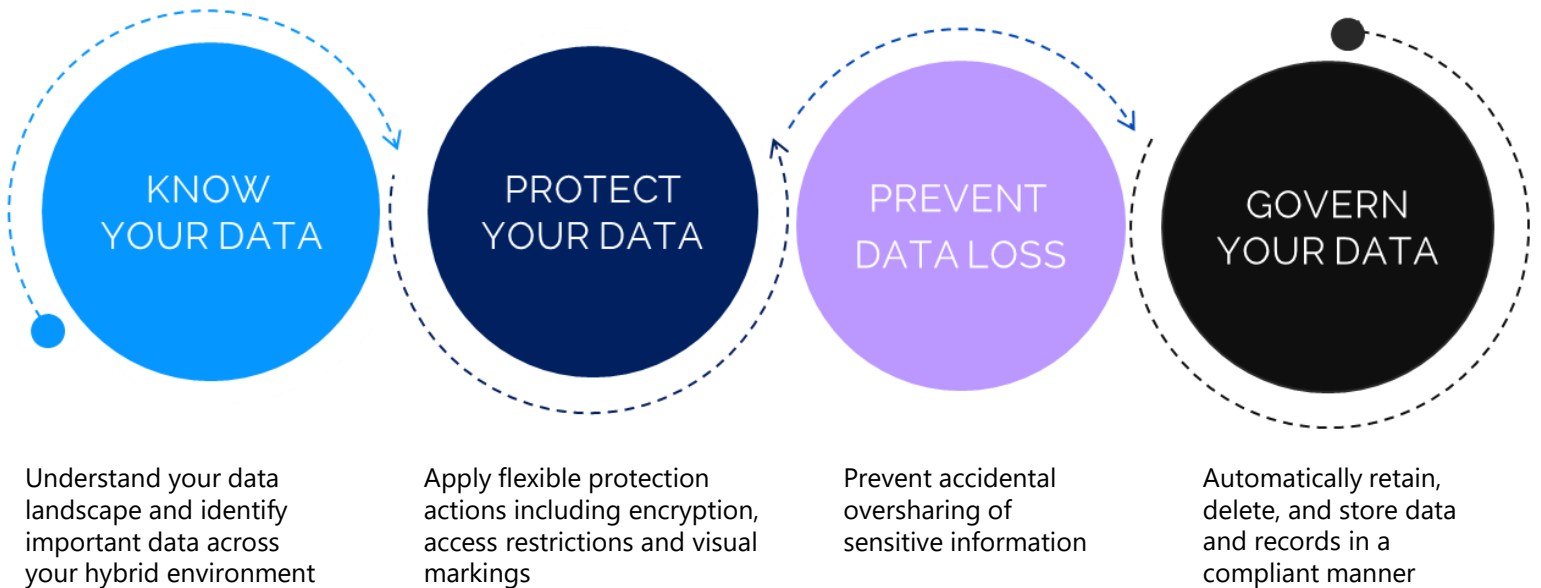 KNOW
YOUR DATA
PROTECT
YOUR DATA
PREVENT
DATA LOSS
GOVERN
YOUR DATA
Understand your data
landscape and identify
important data across
your hybrid environment
Apply flexible protection
actions including encryption,
access restrictions and visual
markings
Prevent accidental
oversharing of
sensitive information
Automatically retain,
delete, and store data
and records in a
compliant manner